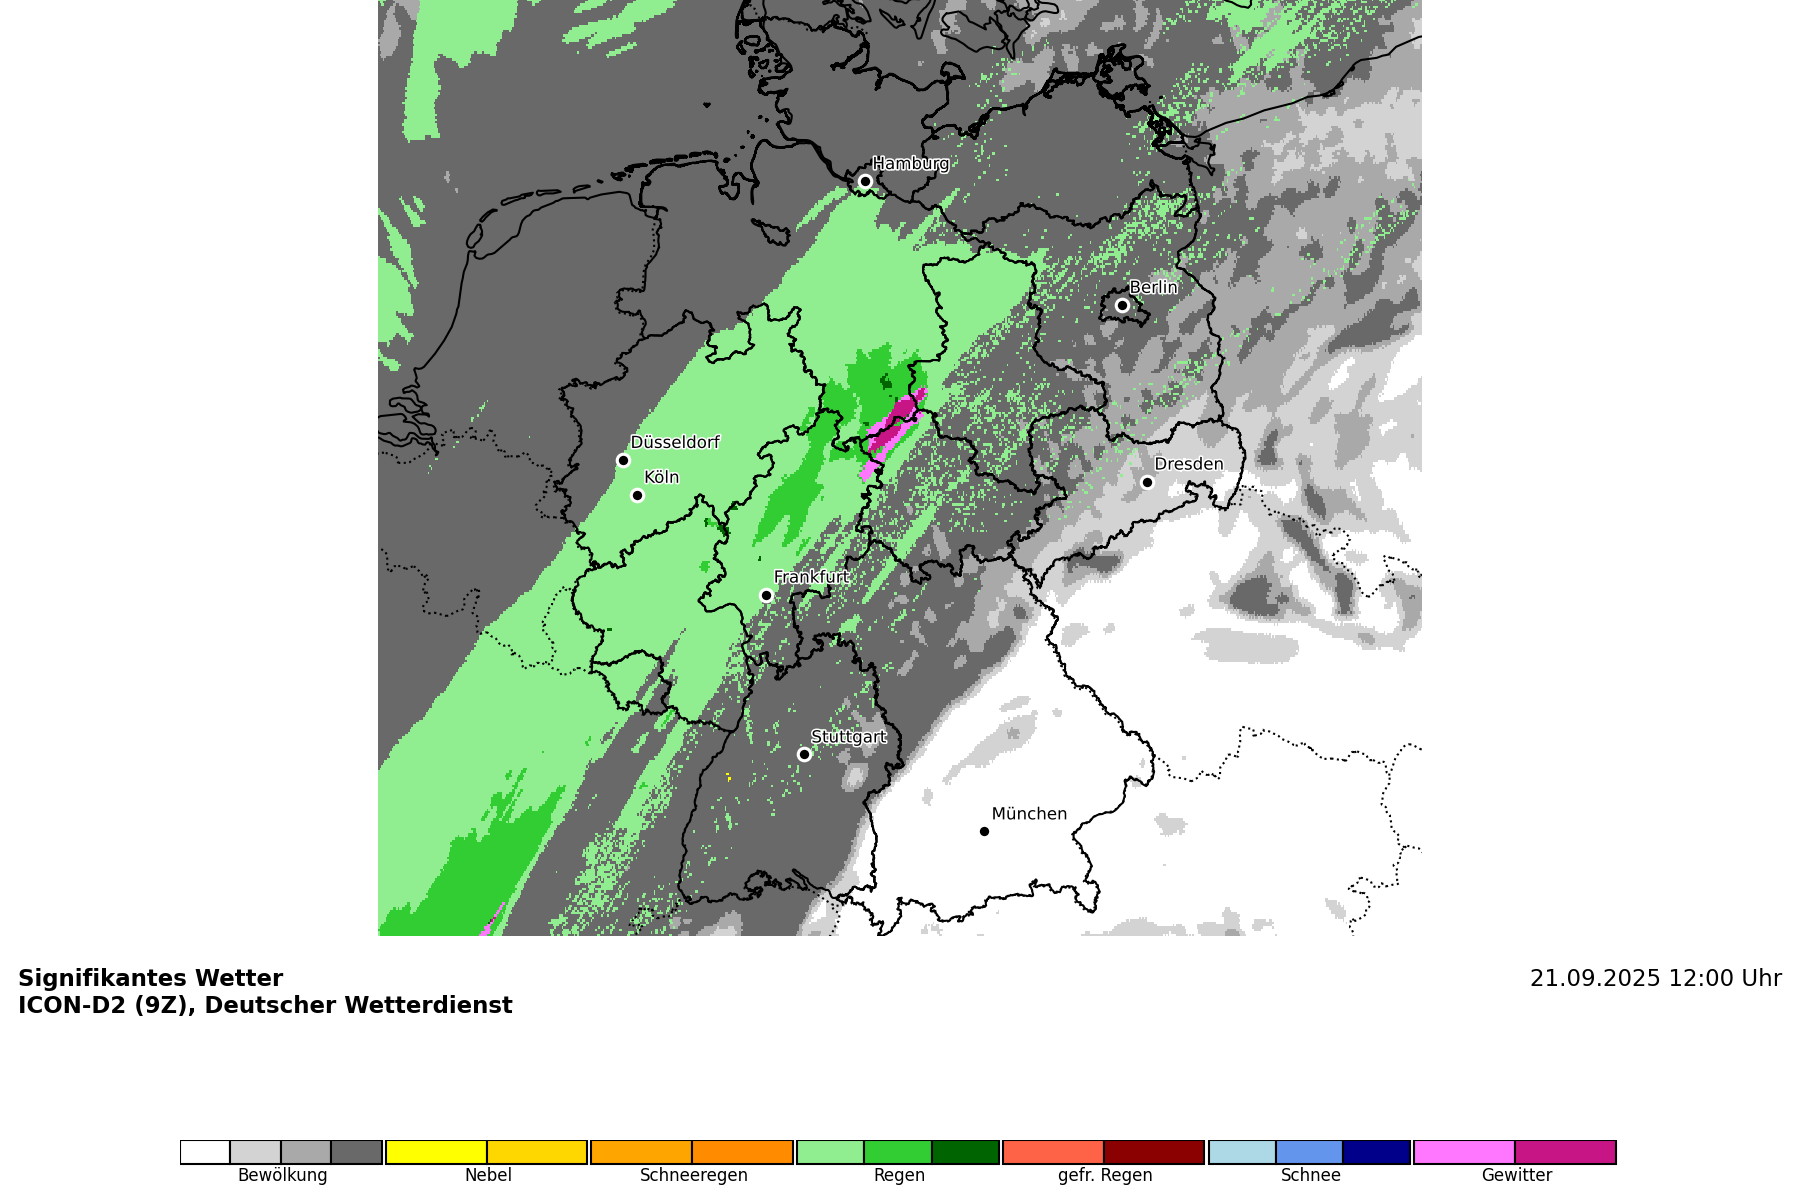 Hamburg
Berlin
Düsseldorf
Köln
Dresden
Frankfurt
Stuttgart
München
Signifikantes Wetter
21.09.2025 12:00 Uhr
ICON-D2 (9Z), Deutscher Wetterdienst
Bewölkung
Nebel
Schneeregen
Regen
gefr. Regen
Schnee
Gewitter